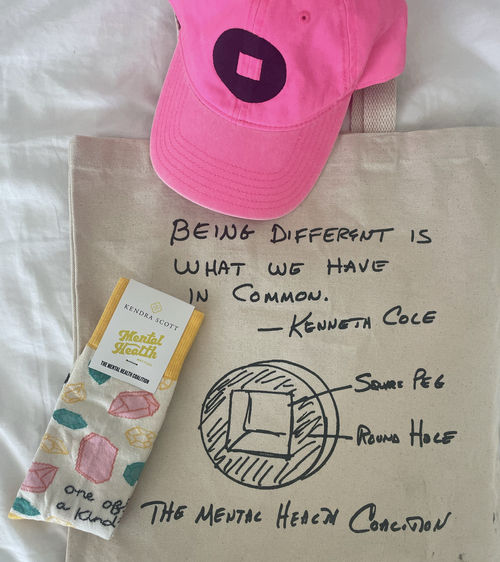 BEING DIFFERENT IS
WHAT WE HAVE
IN COMMON.
— KENNETH COLE
KENDRA SCOTT
Mental
Health
THE MENTAL HEALTH COALITION
one of
a kind
SQUARE PEG
ROUND HOLE
THE MENTAL HEALTH COALITION